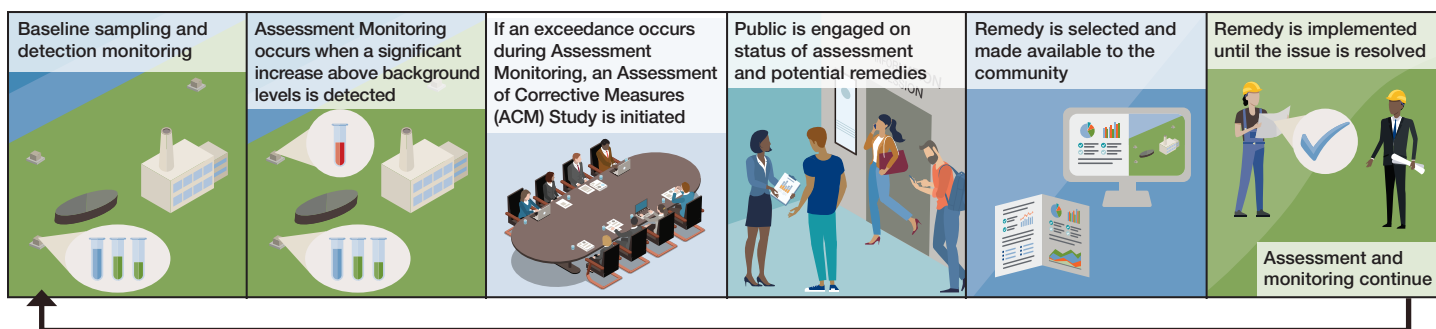 Baseline sampling and
detection monitoring
Assessment Monitoring
occurs when a significant
increase above background
levels is detected
If an exceedance occurs
during Assessment
Monitoring, an Assessment
of Corrective Measures
(ACM) Study is initiated
Public is engaged on
status of assessment
and potential remedies
Remedy is selected and
made available to the
community
Remedy is implemented
until the issue is resolved
Assessment and
monitoring continue